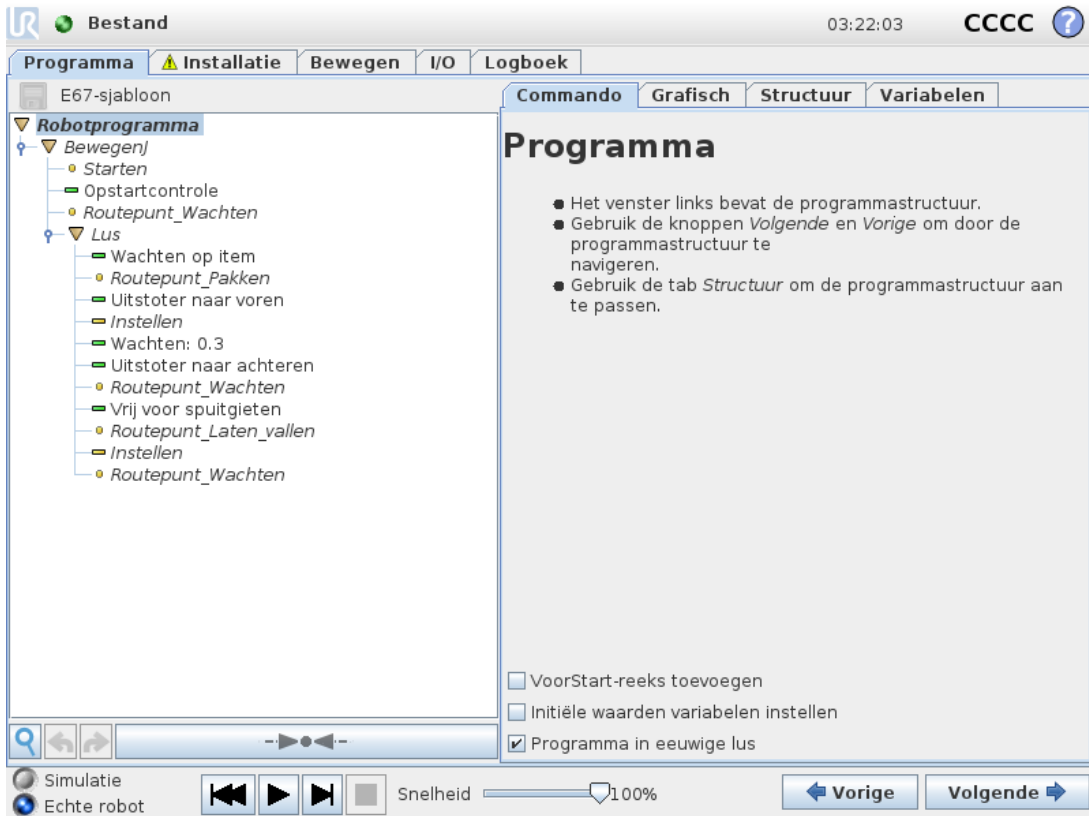 UR Bestand 03:22:03 CCCC ?
Programma Installatie Bewegen I/O Logboek
E67-sjabloon
Robotprogramma
BewegenJ
Starten
Opstartcontrole
Routepunt_Wachten
Lus
Wachten op item
Routepunt_Pakken
Uitstoter naar voren
Instellen
Wachten: 0.3
Uitstoter naar achteren
Routepunt_Wachten
Vrij voor spuitgieten
Routepunt_Laten_vallen
Instellen
Routepunt_Wachten
Commando Grafisch Structuur Variabelen
Programma
Het venster links bevat de programmastructuur.
Gebruik de knoppen Volgende en Vorige om door de
programmastructuur te
navigeren.
Gebruik de tab Structuur om de programmastructuur aan
te passen.
VoorStart-reeks toevoegen
Initiële waarden variabelen instellen
Programma in eeuwige lus
Simulatie
Echte robot
Snelheid 100%
Vorige Volgende